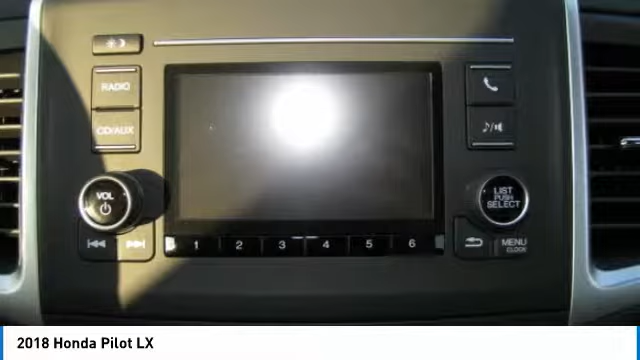 RADIO
CD/AUX
VOL
LIST
PUSH
SELECT
1 2 3 4 5 6
MENU
CLOCK
2018 Honda Pilot LX